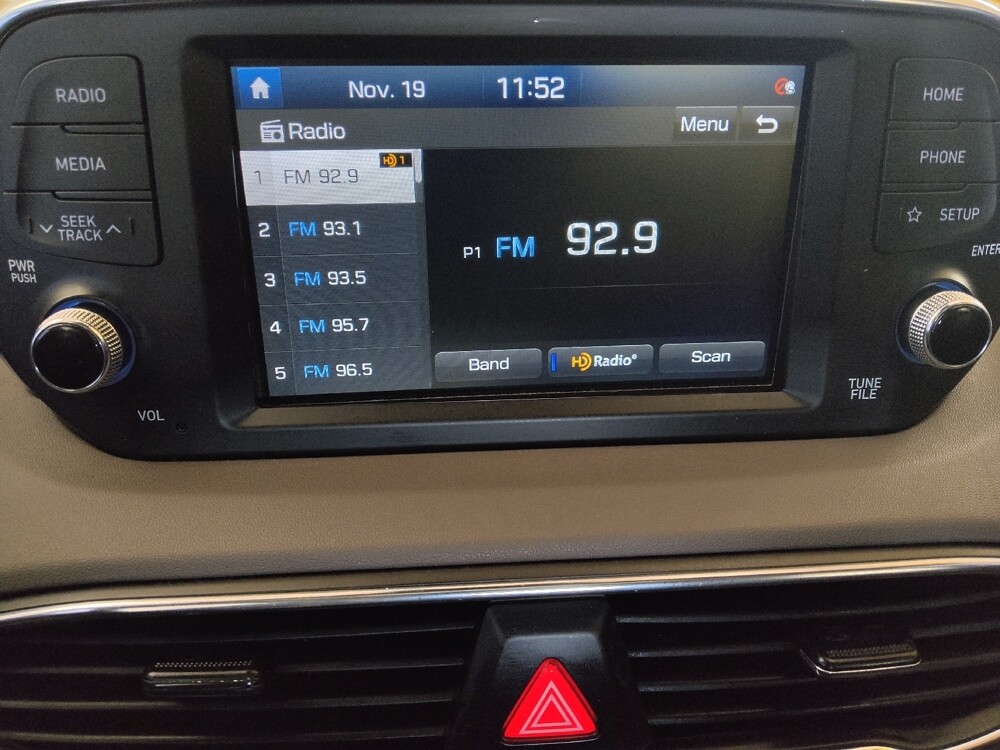 RADIO
MEDIA
SEEK
TRACK
PWR
PUSH
VOL
Nov. 19 11:52
Radio
Menu
1 FM 92.9 HD 1
2 FM 93.1
3 FM 93.5
4 FM 95.7
5 FM 96.5
P1 FM 92.9
Band
HD Radio®
Scan
HOME
PHONE
SETUP
ENTER
TUNE
FILE